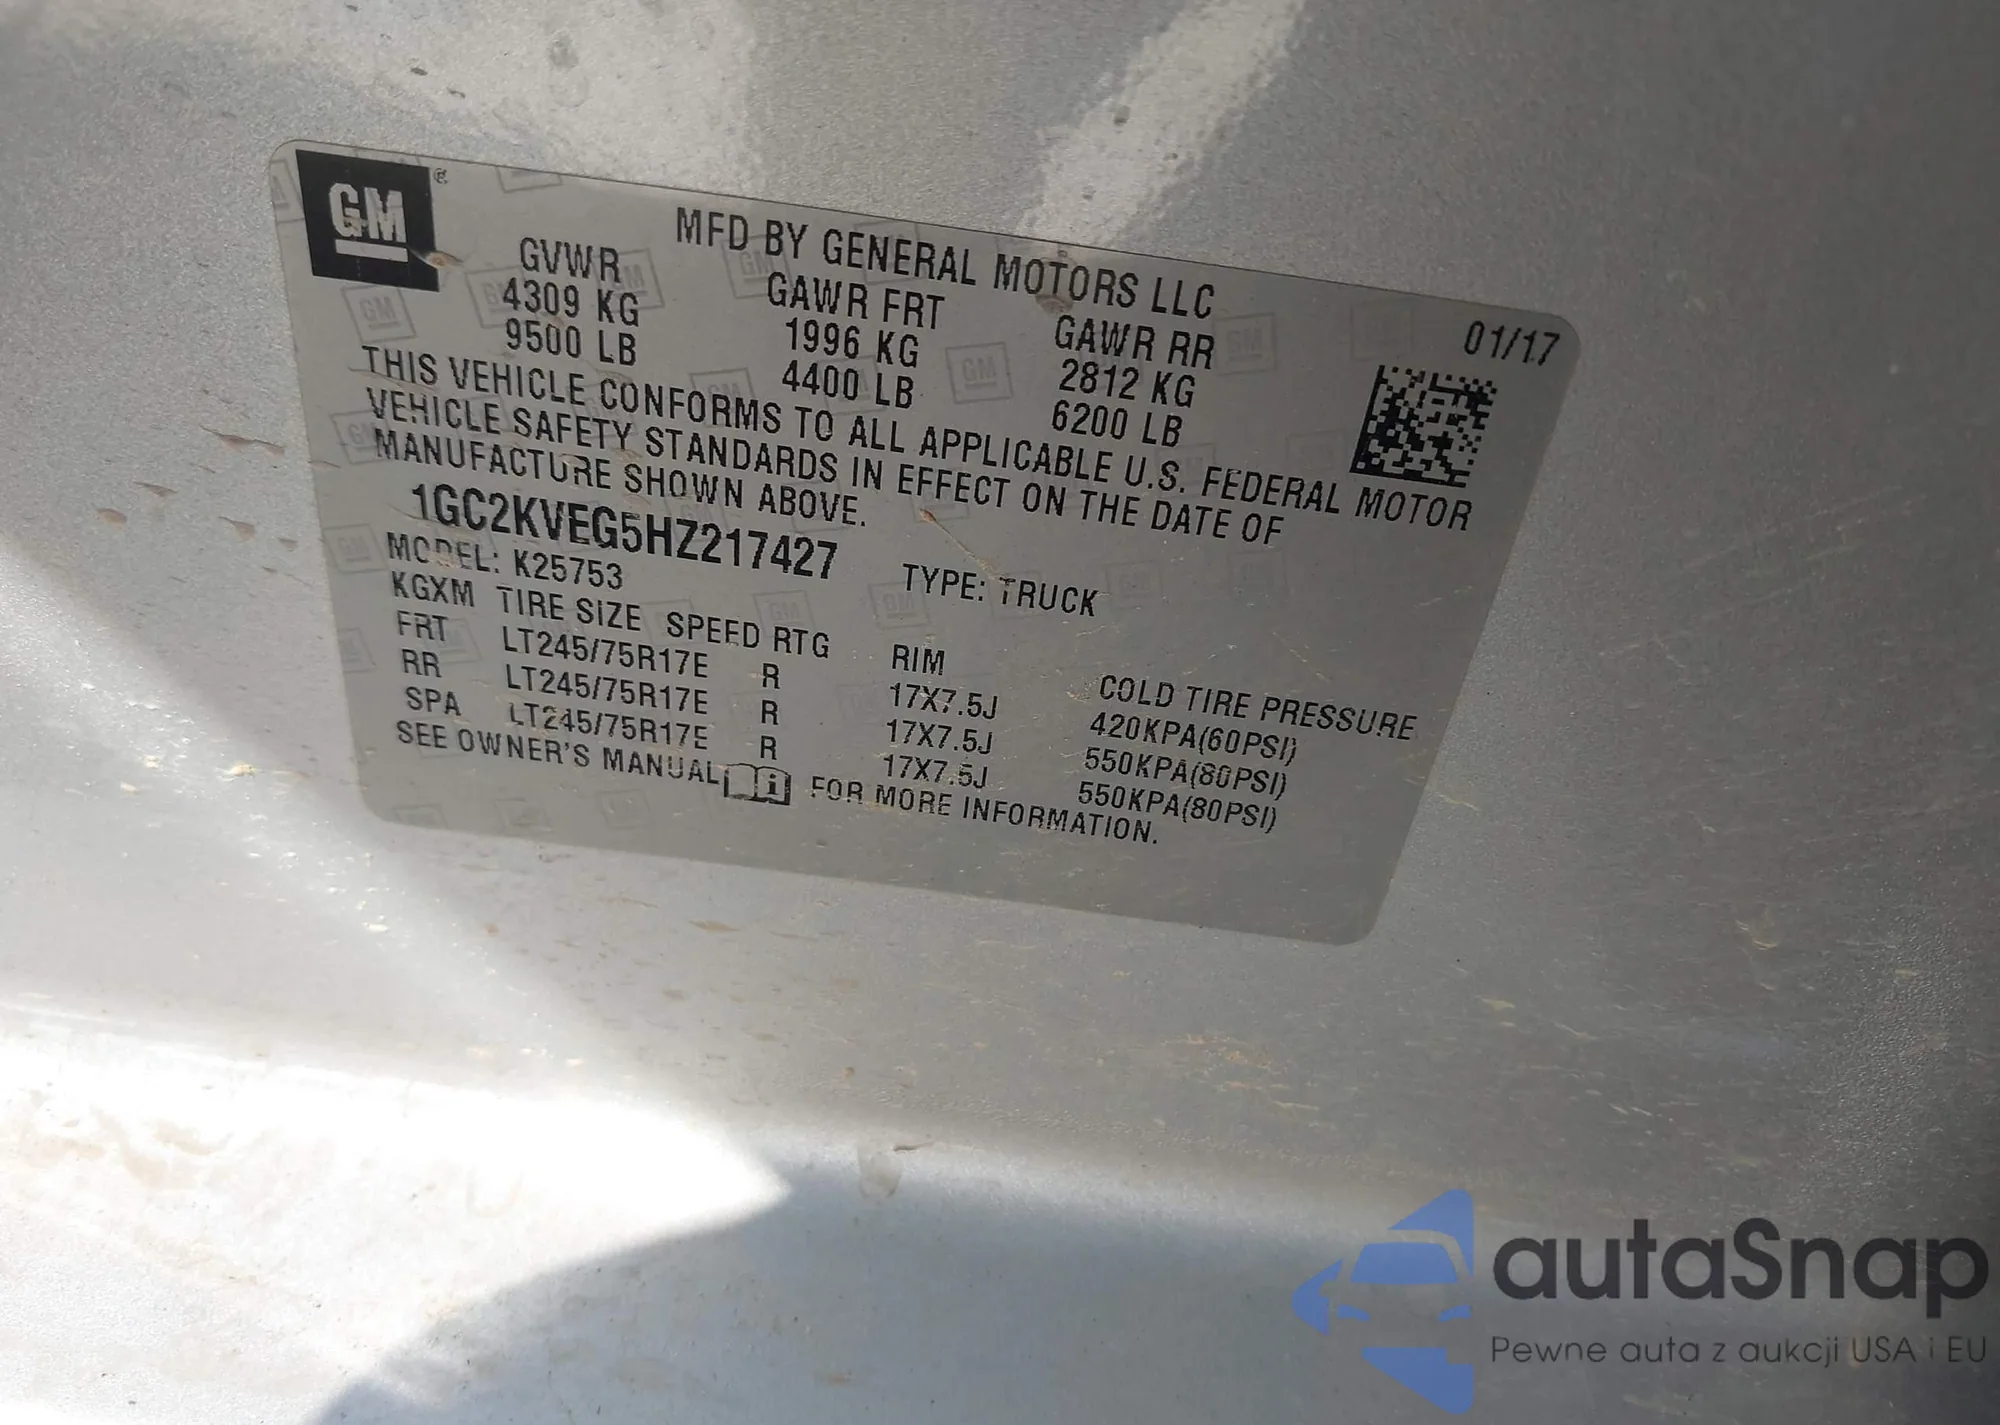 GM ®
MFD BY GENERAL MOTORS LLC
01/17
GVWR GAWR FRT GAWR RR
4309 KG 1996 KG 2812 KG
9500 LB 4400 LB 6200 LB
THIS VEHICLE CONFORMS TO ALL APPLICABLE U.S. FEDERAL MOTOR
VEHICLE SAFETY STANDARDS IN EFFECT ON THE DATE OF
MANUFACTURE SHOWN ABOVE.
1GC2KVEG5HZ217427 TYPE: TRUCK
MODEL: K25753
KGXM TIRE SIZE SPEED RTG RIM COLD TIRE PRESSURE
FRT LT245/75R17E R 17X7.5J 420KPA(60PSI)
RR LT245/75R17E R 17X7.5J 550KPA(80PSI)
SPA LT245/75R17E R 17X7.5J 550KPA(80PSI)
SEE OWNER'S MANUAL FOR MORE INFORMATION.
autaSnap
Pewne auta z aukcji USA i EU